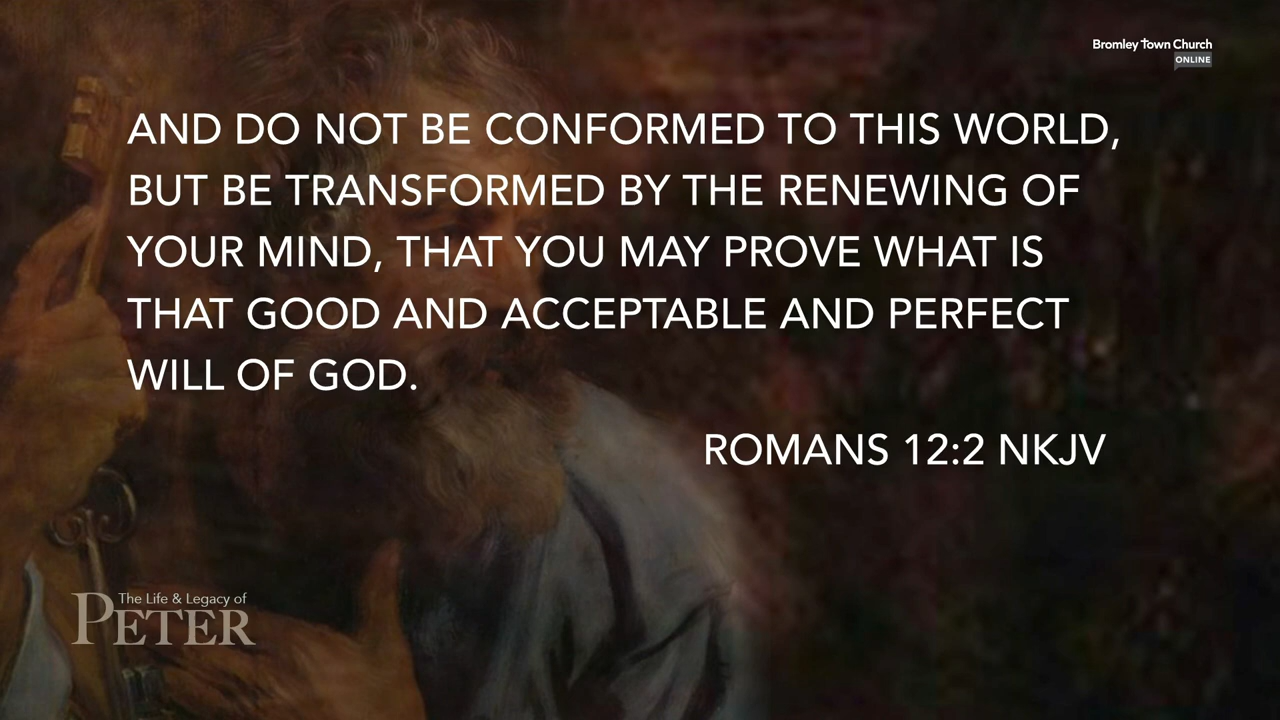 Bromley Town Church
ONLINE
AND DO NOT BE CONFORMED TO THIS WORLD,
BUT BE TRANSFORMED BY THE RENEWING OF
YOUR MIND, THAT YOU MAY PROVE WHAT IS
THAT GOOD AND ACCEPTABLE AND PERFECT
WILL OF GOD.
ROMANS 12:2 NKJV
The Life & Legacy of
PETER